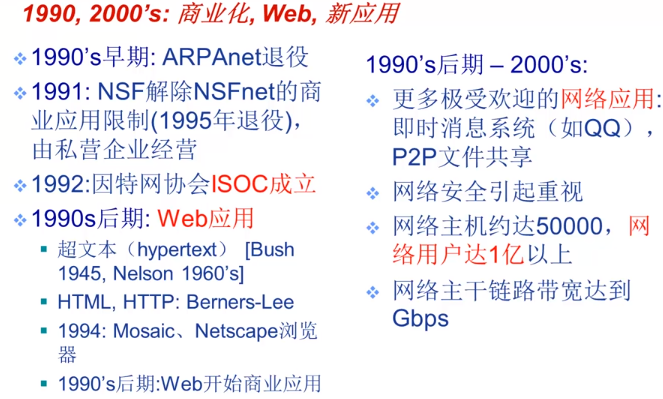 1990, 2000's: 商业化, Web, 新应用
1990's早期: ARPAnet退役
1991: NSF解除NSFnet的商
业应用限制(1995年退役),
由私营企业经营
1992:因特网协会ISOC成立
1990s后期: Web应用
超文本（hypertext） [Bush
1945, Nelson 1960's]
HTML, HTTP: Berners-Lee
1994: Mosaic、Netscape浏览
器
1990's后期:Web开始商业应用
1990's后期 – 2000's:
更多极受欢迎的网络应用:
即时消息系统（如QQ），
P2P文件共享
网络安全引起重视
网络主机约达50000，网
络用户达1亿以上
网络主干链路带宽达到
Gbps